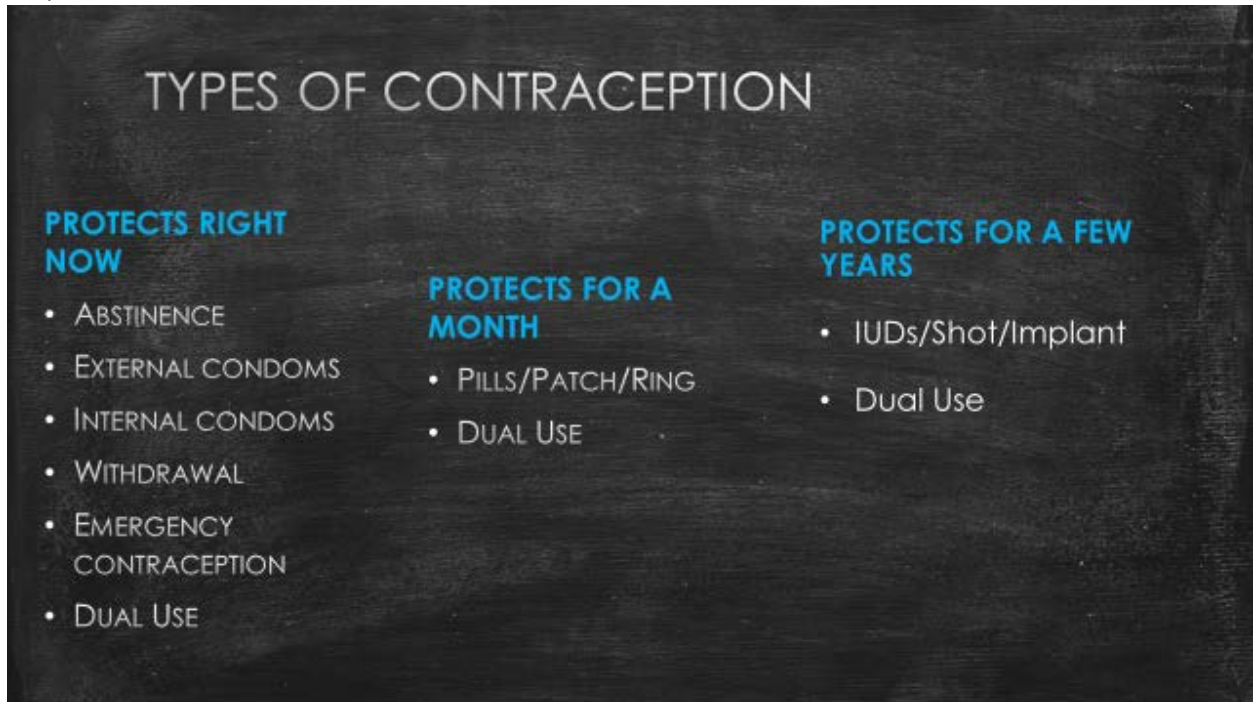 TYPES OF CONTRACEPTION
PROTECTS RIGHT
NOW
• ABSTINENCE
• EXTERNAL CONDOMS
• INTERNAL CONDOMS
• WITHDRAWAL
• EMERGENCY
CONTRACEPTION
• DUAL USE
PROTECTS FOR A
MONTH
• PILLS/PATCH/RING
• DUAL USE
PROTECTS FOR A FEW
YEARS
• IUDs/Shot/Implant
• Dual Use